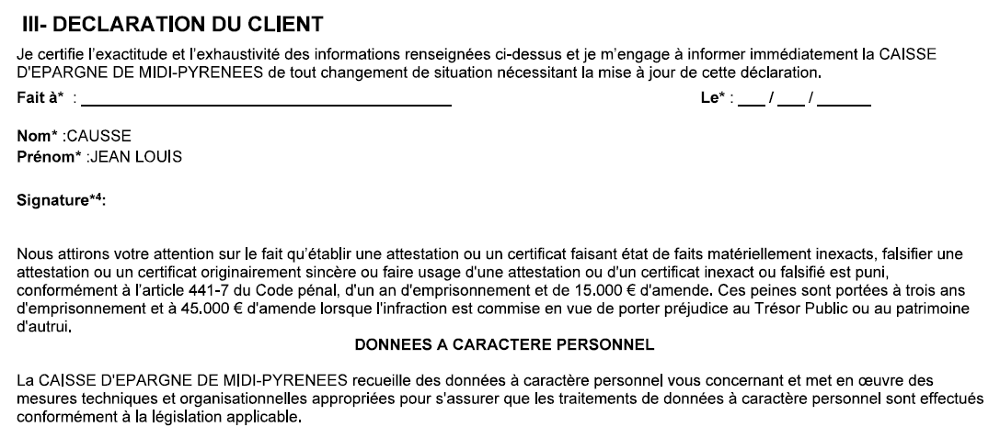 III- DECLARATION DU CLIENT
Je certifie l'exactitude et l'exhaustivité des informations renseignées ci-dessus et je m'engage à informer immédiatement la CAISSE
D'EPARGNE DE MIDI-PYRENEES de tout changement de situation nécessitant la mise à jour de cette déclaration.
Fait à* : ____________________ Le* : ___ / ___ / ______
Nom* :CAUSSE
Prénom* :JEAN LOUIS
Signature*⁴:
Nous attirons votre attention sur le fait qu'établir une attestation ou un certificat faisant état de faits matériellement inexacts, falsifier une
attestation ou un certificat originairement sincère ou faire usage d'une attestation ou d'un certificat inexact ou falsifié est puni,
conformément à l'article 441-7 du Code pénal, d'un an d'emprisonnement et de 15.000 € d'amende. Ces peines sont portées à trois ans
d'emprisonnement et à 45.000 € d'amende lorsque l'infraction est commise en vue de porter préjudice au Trésor Public ou au patrimoine
d'autrui.
DONNEES A CARACTERE PERSONNEL
La CAISSE D'EPARGNE DE MIDI-PYRENEES recueille des données à caractère personnel vous concernant et met en œuvre des
mesures techniques et organisationnelles appropriées pour s'assurer que les traitements de données à caractère personnel sont effectués
conformément à la législation applicable.